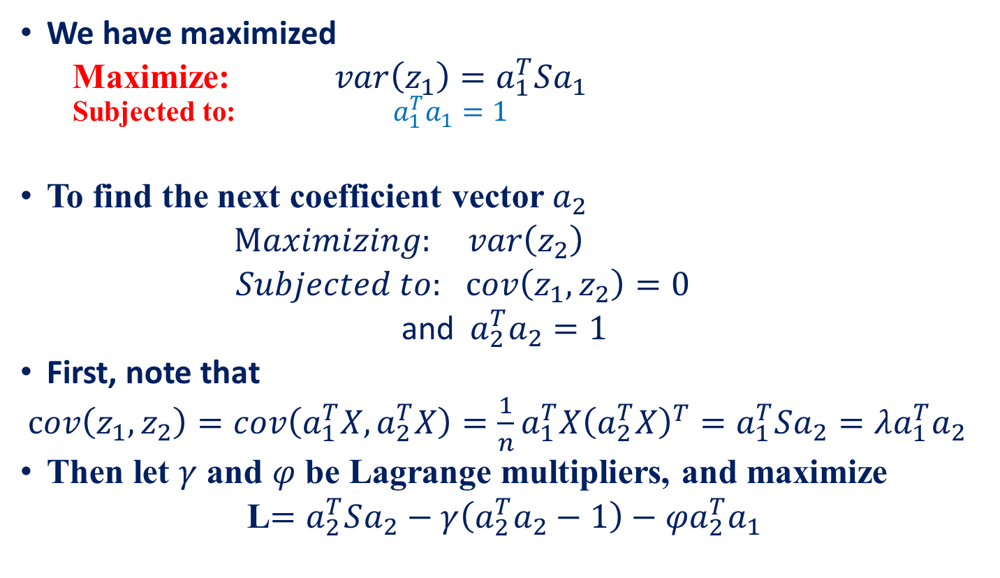 • We have maximized
Maximize: $var(z_1) = a_1^T S a_1$
Subjected to: $a_1^T a_1 = 1$
• To find the next coefficient vector $a_2$
Maximizing: $var(z_2)$
Subjected to: $cov(z_1, z_2) = 0$
and $a_2^T a_2 = 1$
• First, note that
$cov(z_1, z_2) = cov(a_1^T X, a_2^T X) = \frac{1}{n} a_1^T X (a_2^T X)^T = a_1^T S a_2 = \lambda a_1^T a_2$
• Then let $\gamma$ and $\varphi$ be Lagrange multipliers, and maximize
$L = a_2^T S a_2 - \gamma (a_2^T a_2 - 1) - \varphi a_2^T a_1$